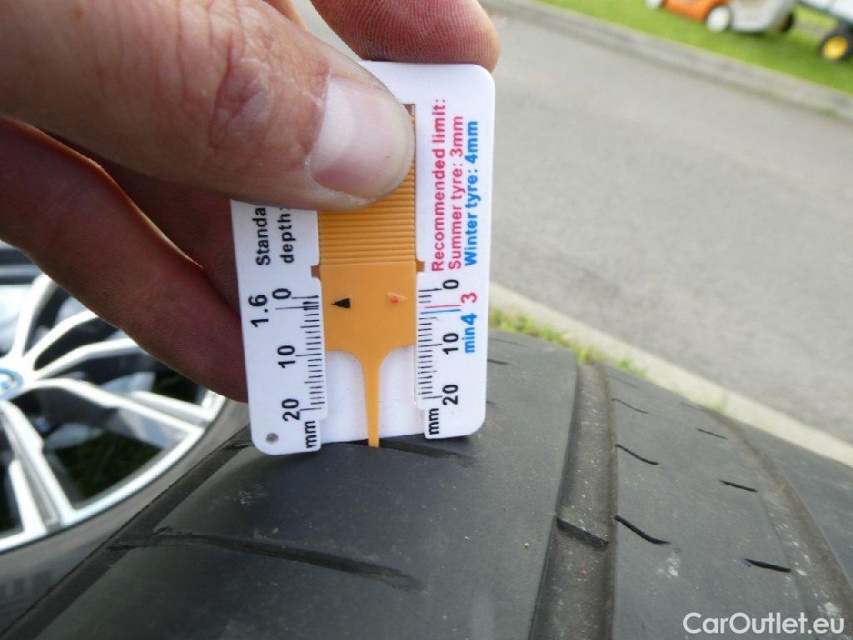 Recommended limit:
Summer tyre: 3mm
Winter tyre: 4mm
depth:
1.6
0
10
20
mm
0
10
20
mm
3
min4
CarOutlet.eu